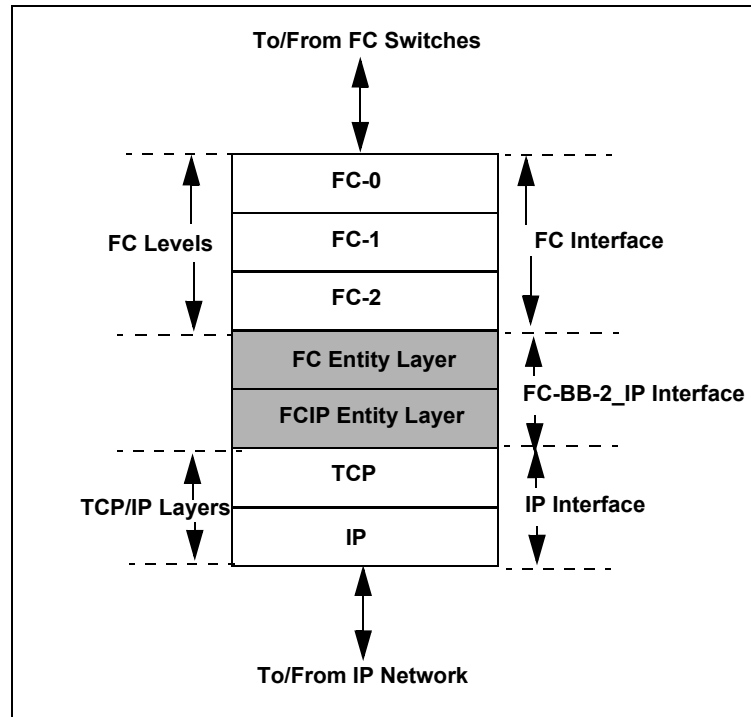 To/From FC Switches
FC-0
FC-1
FC Levels
FC Interface
FC-2
FC Entity Layer
FC-BB-2_IP Interface
FCIP Entity Layer
TCP
TCP/IP Layers
IP Interface
IP
To/From IP Network